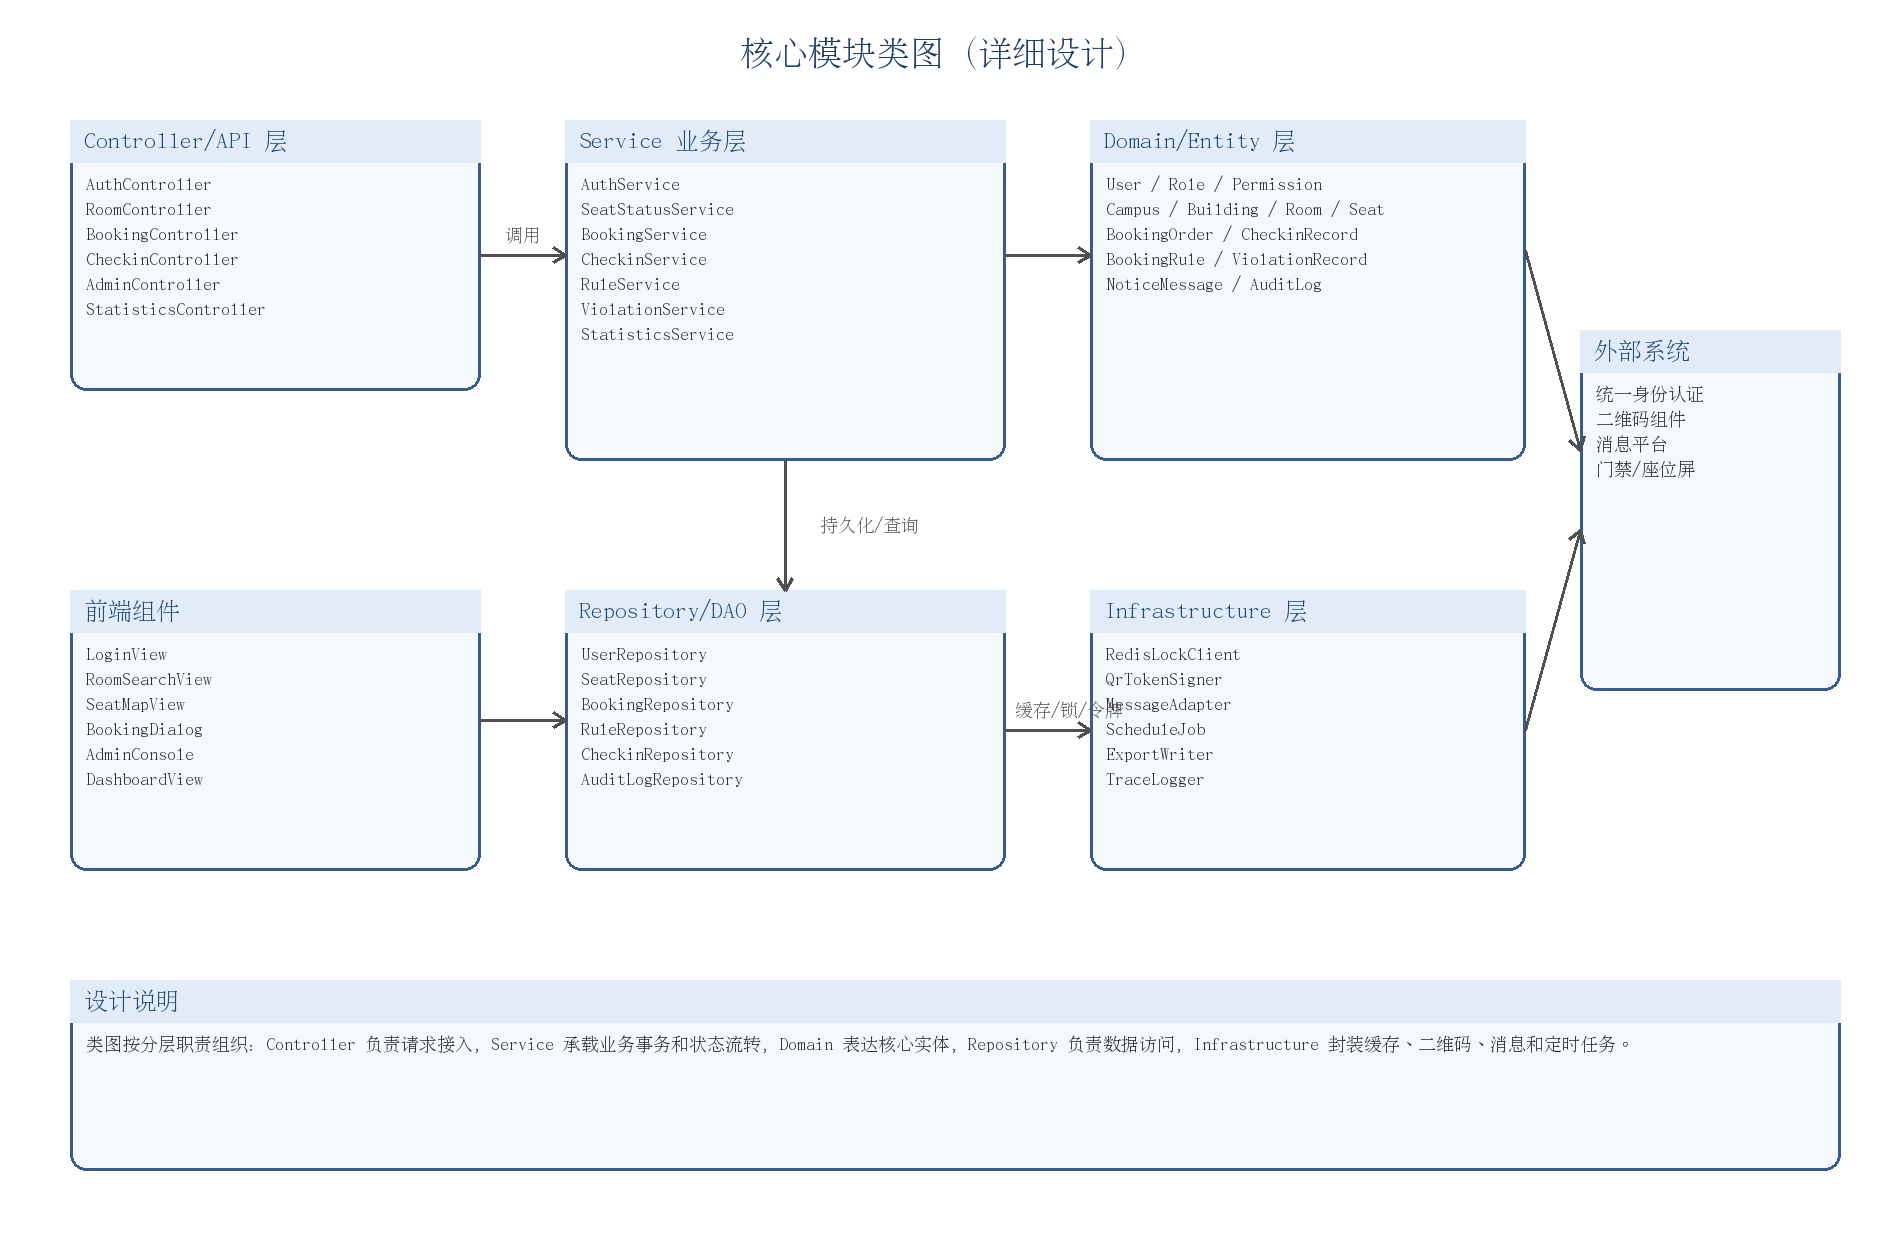 核心模块类图（详细设计）
Controller/API 层
AuthController
RoomController
BookingController
CheckinController
AdminController
StatisticsController
调用
Service 业务层
AuthService
SeatStatusService
BookingService
CheckinService
RuleService
ViolationService
StatisticsService
Domain/Entity 层
User / Role / Permission
Campus / Building / Room / Seat
BookingOrder / CheckinRecord
BookingRule / ViolationRecord
NoticeMessage / AuditLog
外部系统
统一身份认证
二维码组件
消息平台
门禁/座位屏
持久化/查询
前端组件
LoginView
RoomSearchView
SeatMapView
BookingDialog
AdminConsole
DashboardView
Repository/DAO 层
UserRepository
SeatRepository
BookingRepository
RuleRepository
CheckinRepository
AuditLogRepository
缓存/锁/令牌
Infrastructure 层
RedisLockClient
QrTokenSigner
MessageAdapter
ScheduleJob
ExportWriter
TraceLogger
设计说明
类图按分层职责组织：Controller 负责请求接入，Service 承载业务事务和状态流转，Domain 表达核心实体，Repository 负责数据访问，Infrastructure 封装缓存、二维码、消息和定时任务。